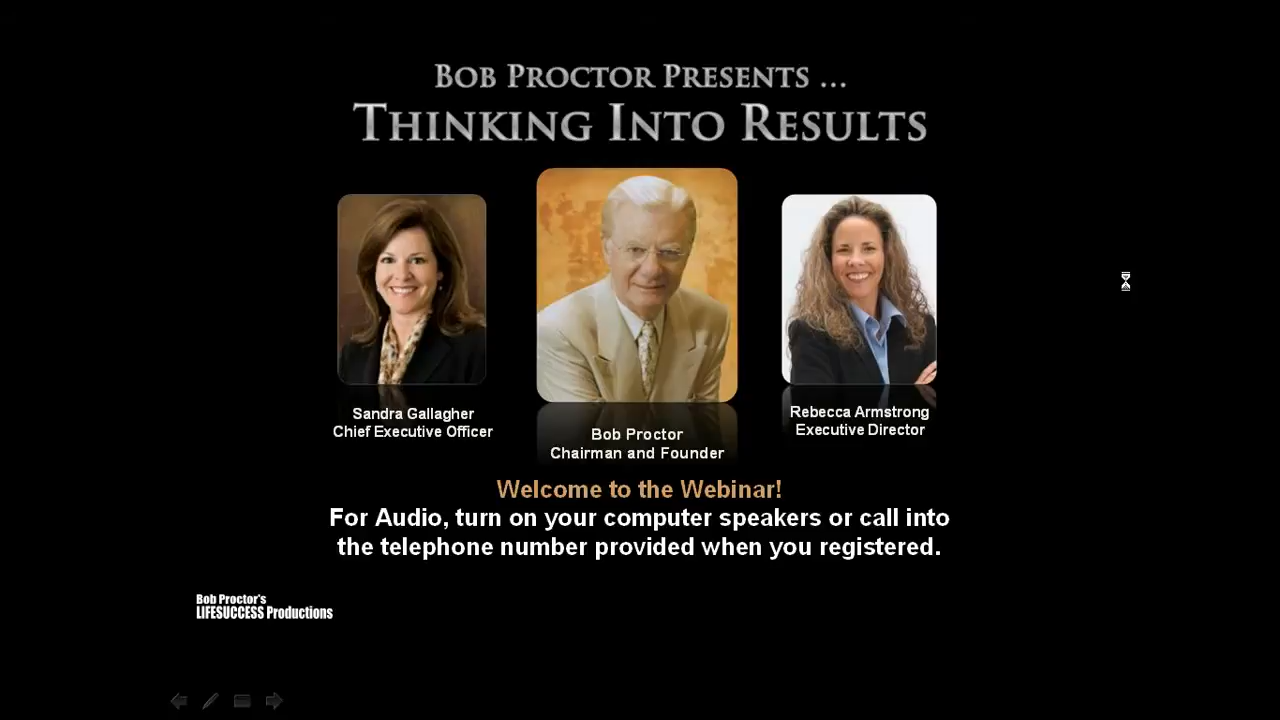 Bob Proctor Presents ...
Thinking Into Results
Sandra Gallagher
Chief Executive Officer
Bob Proctor
Chairman and Founder
Rebecca Armstrong
Executive Director
Welcome to the Webinar!
For Audio, turn on your computer speakers or call into
the telephone number provided when you registered.
Bob Proctor's
LIFESUCCESS Productions